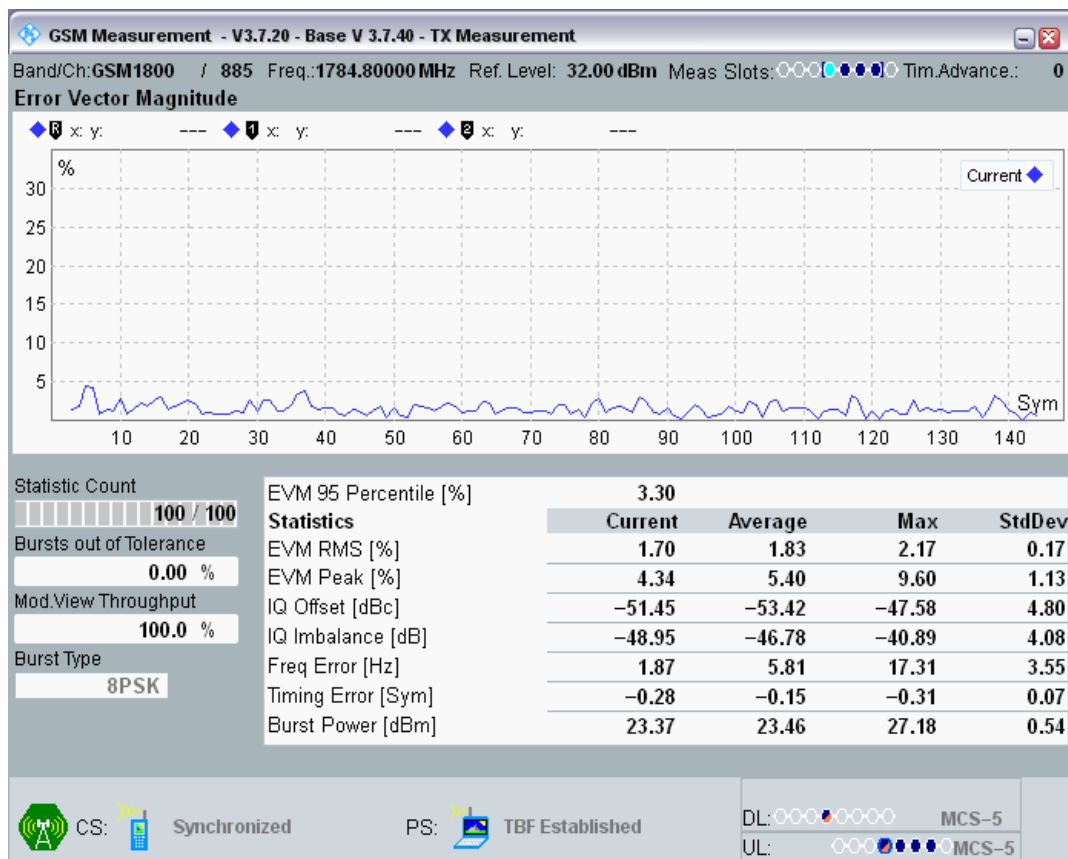 GSM Measurement - V3.7.20 - Base V 3.7.40 - TX Measurement
Band/Ch:GSM1800 / 885 Freq.:1784.80000 MHz Ref. Level: 32.00 dBm Meas Slots: Tim.Advance.: 0
Error Vector Magnitude
R x: y: --- 1 x: y: --- 2 x: y: ---
%
Current
30
25
20
15
10
5
Sym
10 20 30 40 50 60 70 80 90 100 110 120 130 140
Statistic Count
100 / 100
Bursts out of Tolerance
0.00 %
Mod.View Throughput
100.0 %
Burst Type
8PSK
EVM 95 Percentile [%] 3.30
Statistics Current Average Max StdDev
EVM RMS [%] 1.70 1.83 2.17 0.17
EVM Peak [%] 4.34 5.40 9.60 1.13
IQ Offset [dBc] −51.45 −53.42 −47.58 4.80
IQ Imbalance [dB] −48.95 −46.78 −40.89 4.08
Freq Error [Hz] 1.87 5.81 17.31 3.55
Timing Error [Sym] −0.28 −0.15 −0.31 0.07
Burst Power [dBm] 23.37 23.46 27.18 0.54
CS: Synchronized PS: TBF Established
DL: MCS−5
UL: MCS−5